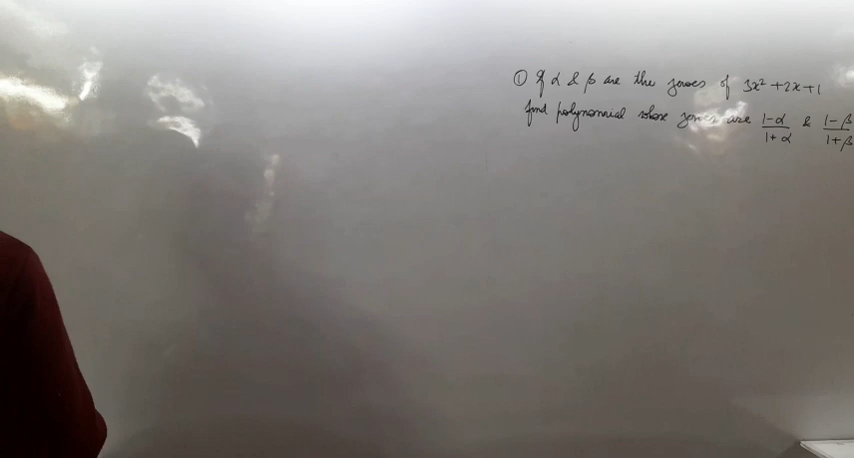 ① If α & β are the zeroes of 3x² + 2x + 1
find polynomial whose zeroes are (1-α)/(1+α) & (1-β)/(1+β)